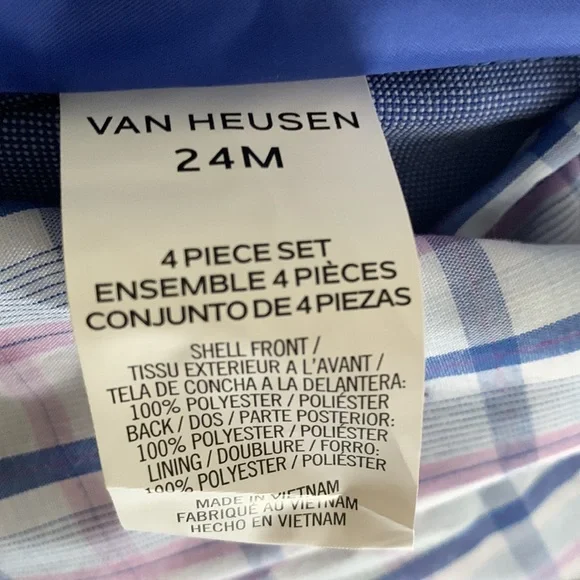 VAN HEUSEN
24M
4 PIECE SET
ENSEMBLE 4 PIÈCES
CONJUNTO DE 4 PIEZAS
SHELL FRONT /
TISSU EXTERIEUR A L'AVANT /
TELA DE CONCHA A LA DELANTERA:
100% POLYESTER / POLIÉSTER
BACK / DOS / PARTE POSTERIOR:
100% POLYESTER / POLIÉSTER
LINING / DOUBLURE / FORRO:
100% POLYESTER / POLIÉSTER
MADE IN VIETNAM
FABRIQUÉ AU VIETNAM
HECHO EN VIETNAM